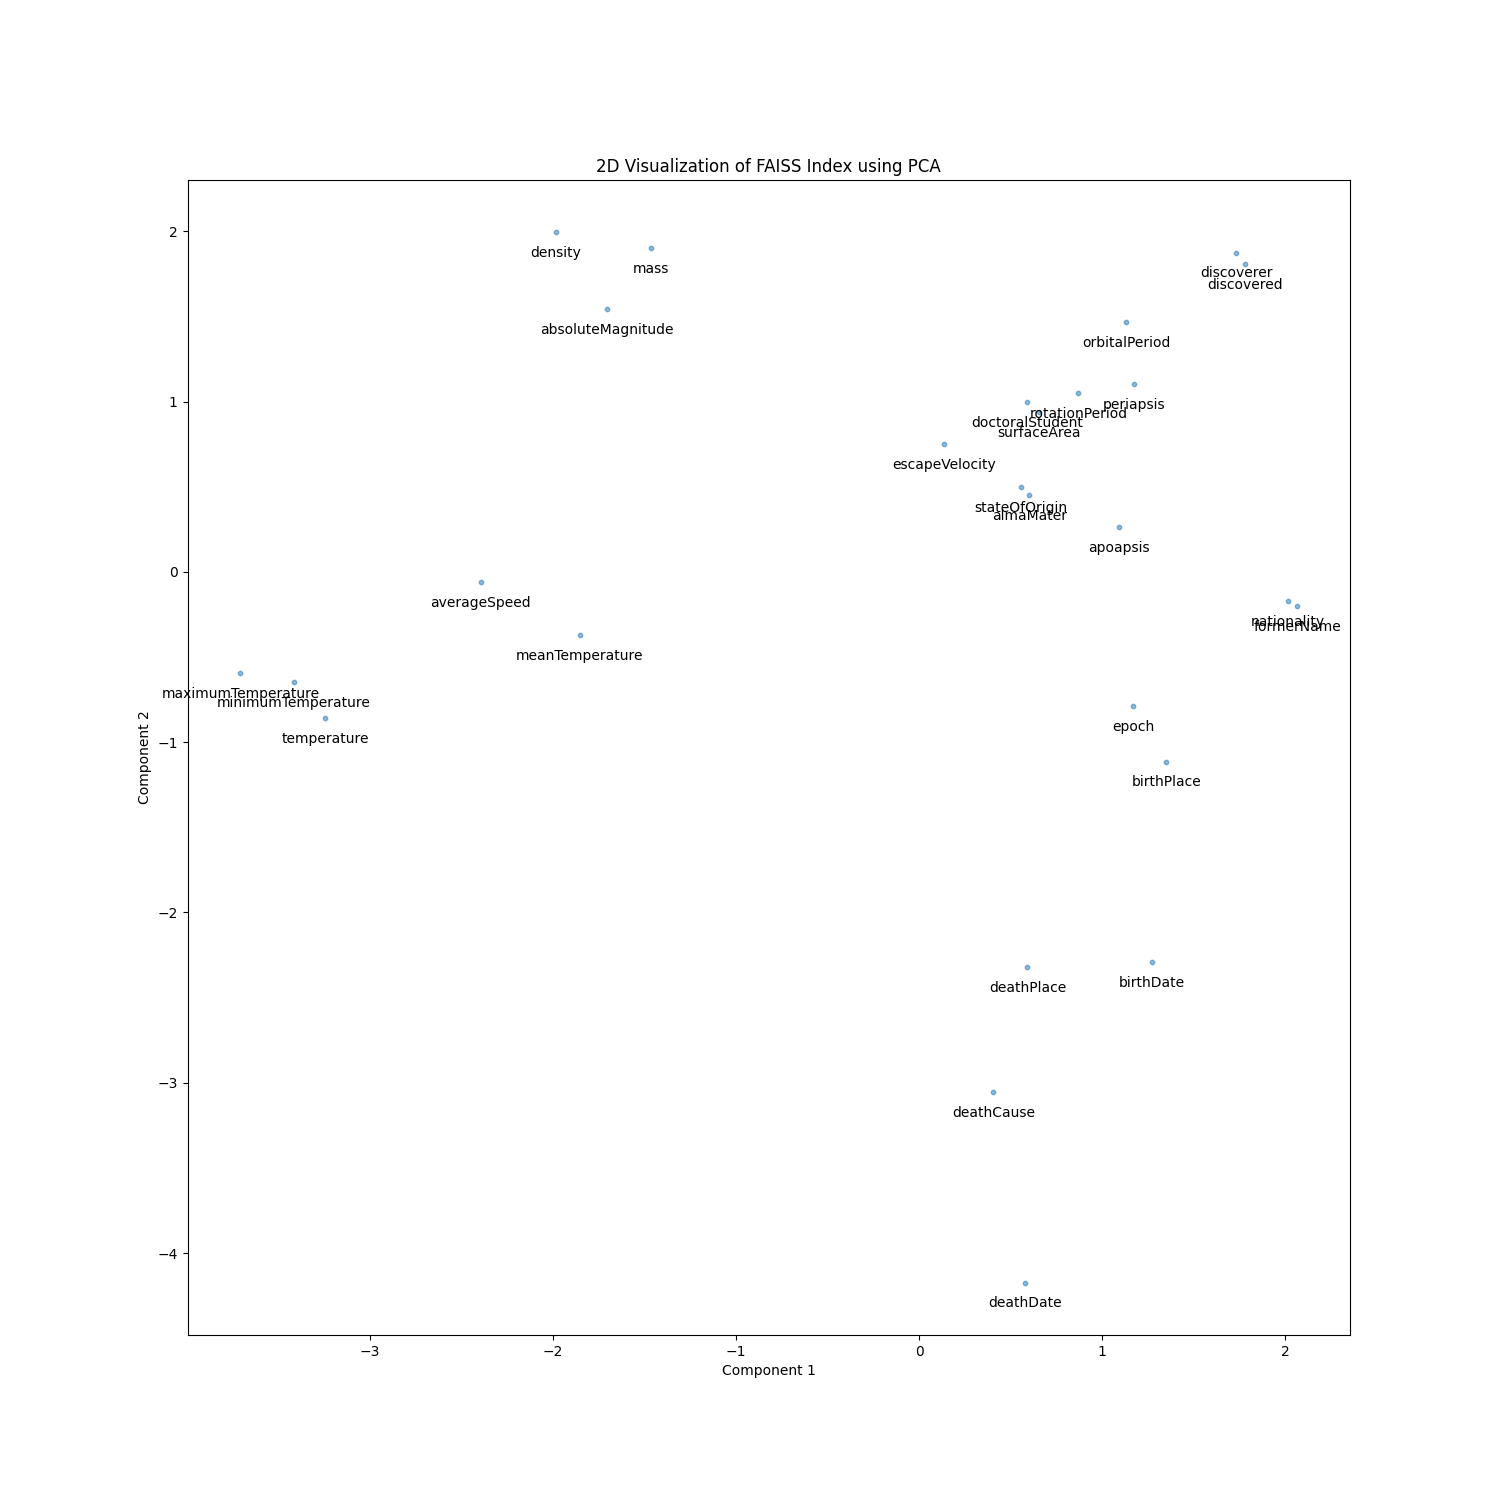 2D Visualization of FAISS Index using PCA
2
density
mass
discoverer
discovered
absoluteMagnitude
orbitalPeriod
1
periapsis
rotationPeriod
doctoralStudent
surfaceArea
escapeVelocity
stateOfOrigin
almaMater
apoapsis
0
averageSpeed
nationality
formerName
meanTemperature
maximumTemperature
minimumTemperature
epoch
temperature
−1
Component 2
birthPlace
−2
birthDate
deathPlace
−3
deathCause
−4
deathDate
−3 −2 −1 0 1 2
Component 1